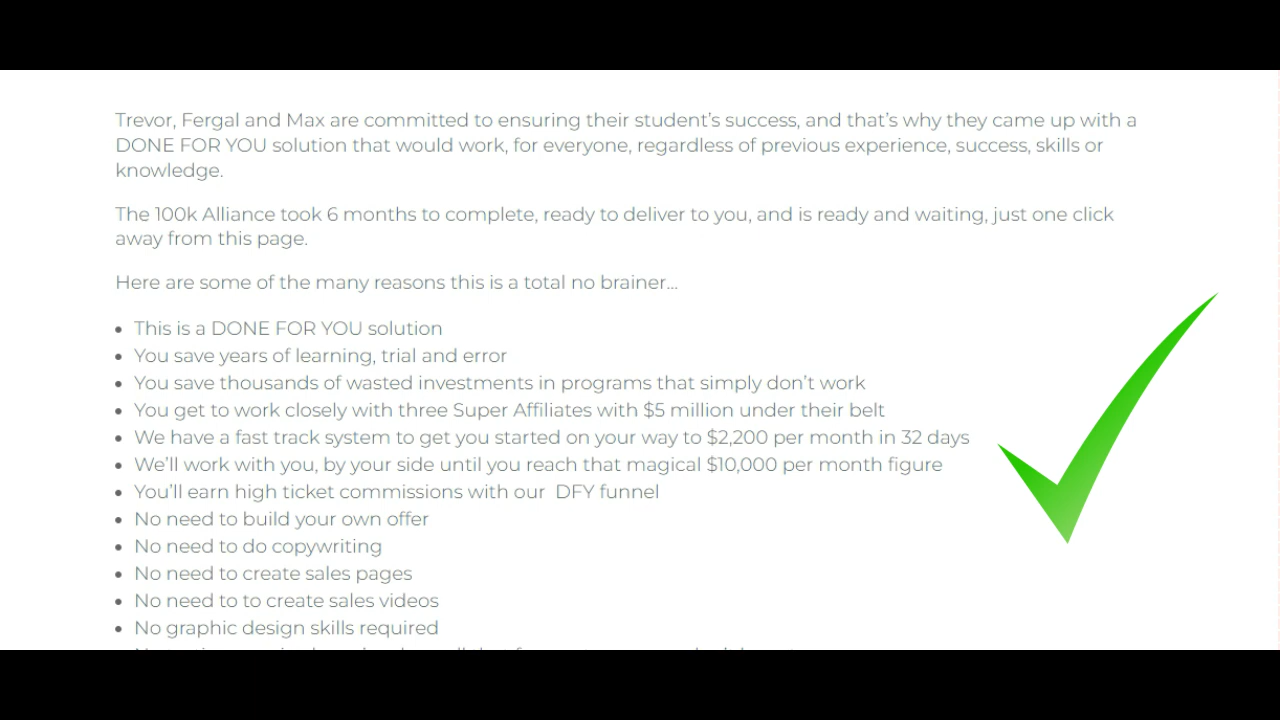 Trevor, Fergal and Max are committed to ensuring their student's success, and that's why they came up with a
DONE FOR YOU solution that would work, for everyone, regardless of previous experience, success, skills or
knowledge.
The 100k Alliance took 6 months to complete, ready to deliver to you, and is ready and waiting, just one click
away from this page.
Here are some of the many reasons this is a total no brainer...
• This is a DONE FOR YOU solution
• You save years of learning, trial and error
• You save thousands of wasted investments in programs that simply don't work
• You get to work closely with three Super Affiliates with $5 million under their belt
• We have a fast track system to get you started on your way to $2,200 per month in 32 days
• We'll work with you, by your side until you reach that magical $10,000 per month figure
• You'll earn high ticket commissions with our  DFY funnel
• No need to build your own offer
• No need to do copywriting
• No need to create sales pages
• No need to to create sales videos
• No graphic design skills required